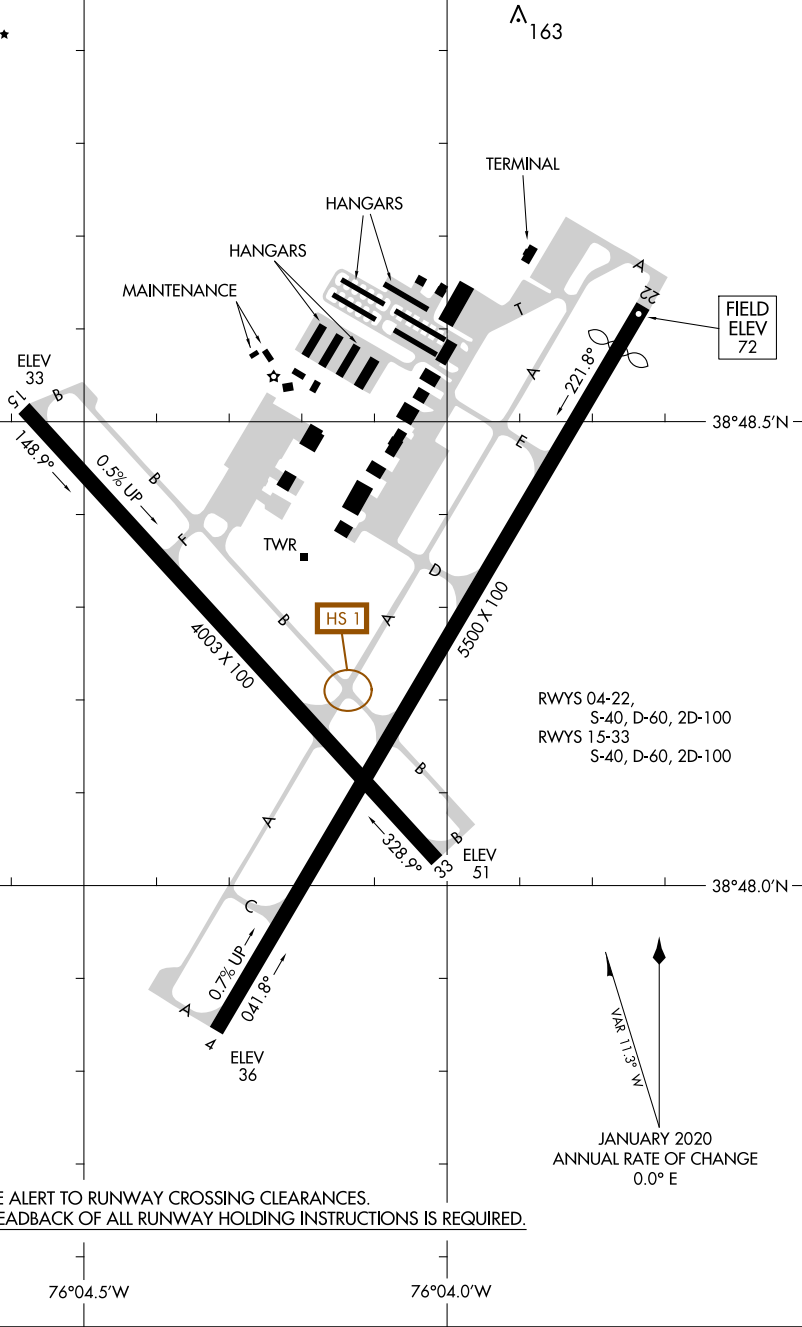 163
TERMINAL
HANGARS
HANGARS
MAINTENANCE
A
22
T
FIELD
ELEV
72
ELEV
33
15
B
A
221.8°
38°48.5'N
E
148.9°
0.5% UP
B
F
TWR
D
HS 1
B
A
5500 X 100
4003 X 100
RWYS 04-22,
S-40, D-60, 2D-100
RWYS 15-33
S-40, D-60, 2D-100
B
A
B
328.9°
33
ELEV
51
38°48.0'N
C
0.7% UP
041.8°
A
4
ELEV
36
VAR 11.3° W
JANUARY 2020
ANNUAL RATE OF CHANGE
0.0° E
E ALERT TO RUNWAY CROSSING CLEARANCES.
EADBACK OF ALL RUNWAY HOLDING INSTRUCTIONS IS REQUIRED.
76°04.5'W
76°04.0'W